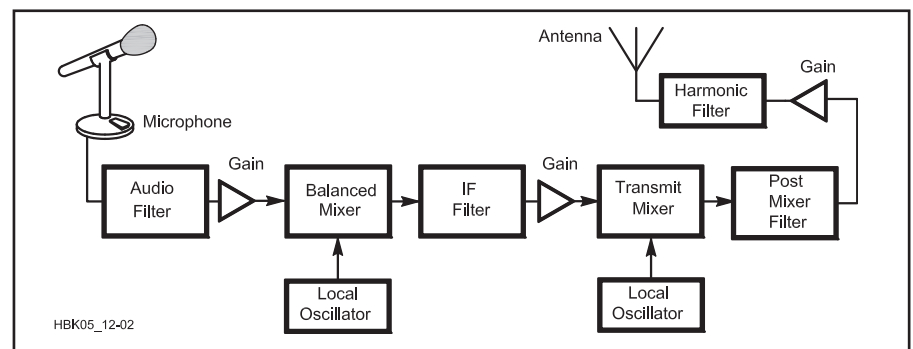 Microphone
Antenna
Gain
Harmonic
Filter
Audio
Filter
Gain
Balanced
Mixer
IF
Filter
Gain
Transmit
Mixer
Post
Mixer
Filter
Local
Oscillator
Local
Oscillator
HBK05_12-02